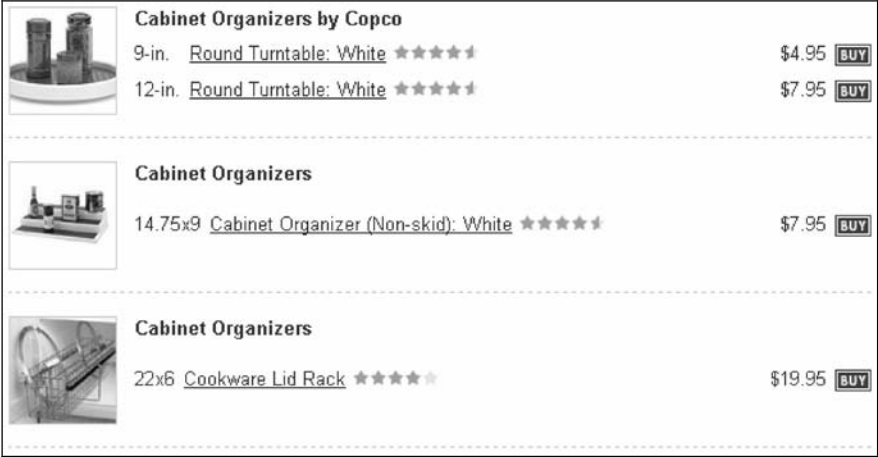 Cabinet Organizers by Copco
9-in. Round Turntable: White $4.95 BUY
12-in. Round Turntable: White $7.95 BUY
Cabinet Organizers
14.75x9 Cabinet Organizer (Non-skid): White $7.95 BUY
Cabinet Organizers
22x6 Cookware Lid Rack $19.95 BUY